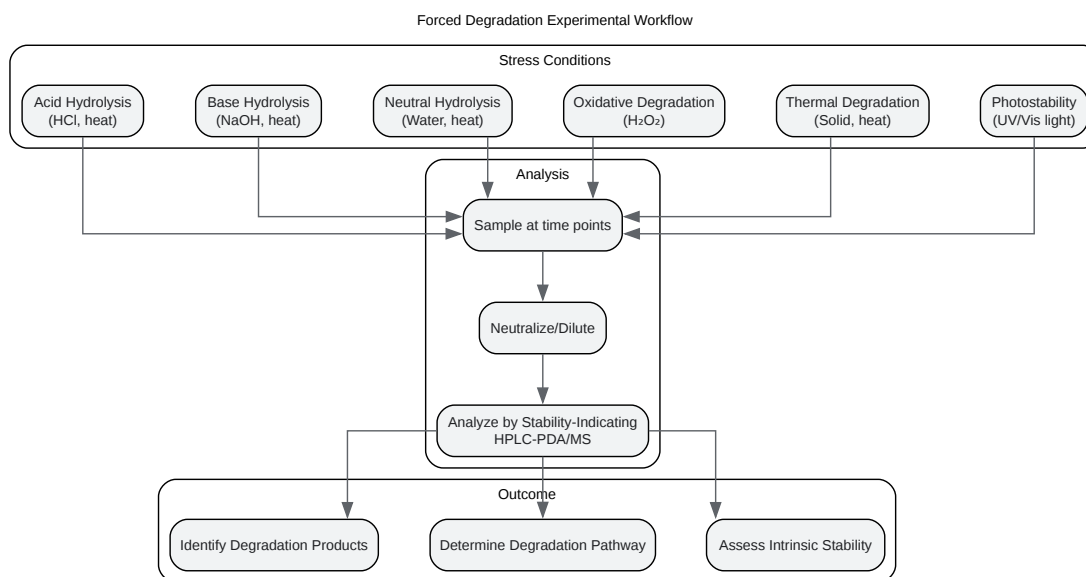 Forced Degradation Experimental Workflow
Stress Conditions
Acid Hydrolysis
(HCl, heat)
Base Hydrolysis
(NaOH, heat)
Neutral Hydrolysis
(Water, heat)
Oxidative Degradation
(H₂O₂)
Thermal Degradation
(Solid, heat)
Photostability
(UV/Vis light)
Analysis
Sample at time points
Neutralize/Dilute
Analyze by Stability-Indicating
HPLC-PDA/MS
Outcome
Identify Degradation Products
Determine Degradation Pathway
Assess Intrinsic Stability